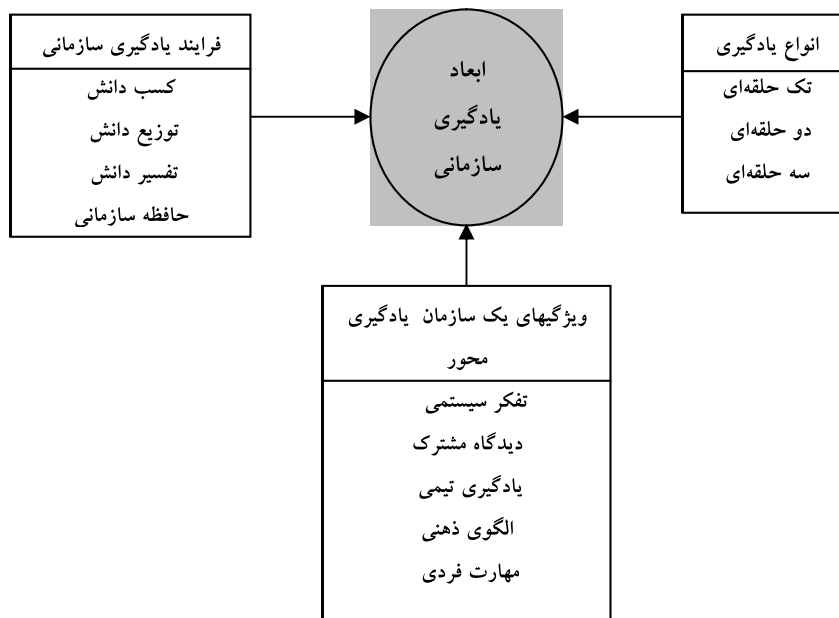 انواع یادگیری
تک حلقه‌ای
دو حلقه‌ای
سه حلقه‌ای
ابعاد
یادگیری
سازمانی
فرایند یادگیری سازمانی
کسب دانش
توزیع دانش
تفسیر دانش
حافظه سازمانی
ویژگیهای یک سازمان یادگیری
محور
تفکر سیستمی
دیدگاه مشترک
یادگیری تیمی
الگوی ذهنی
مهارت فردی